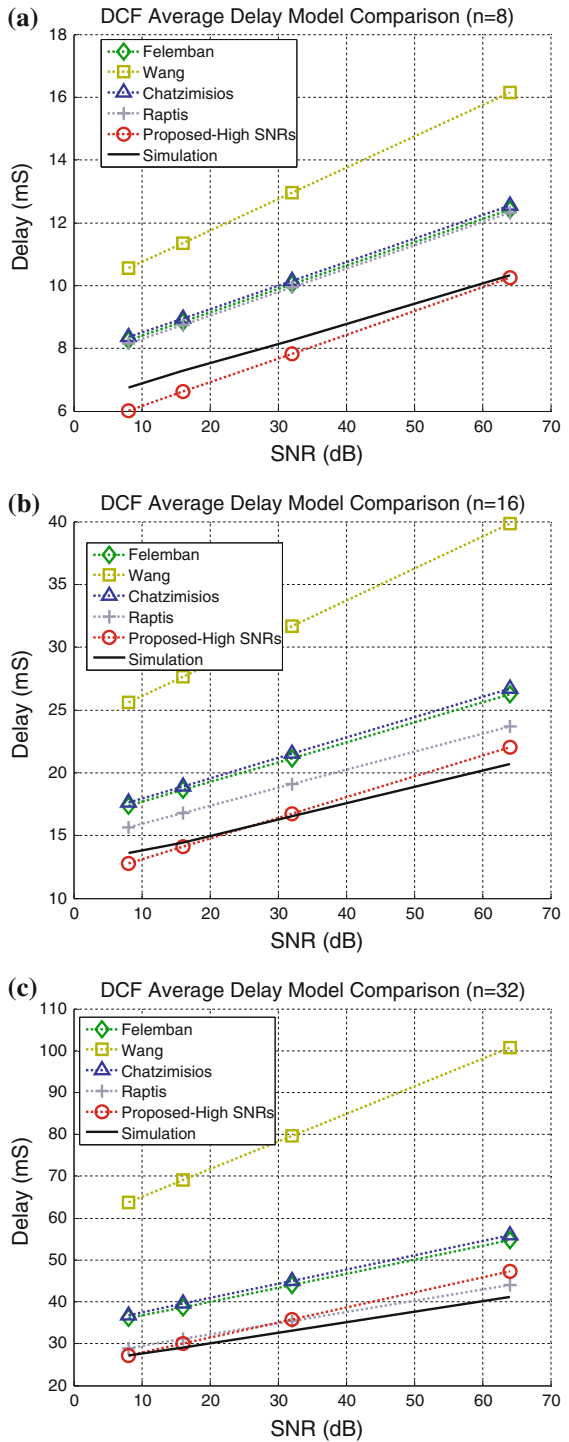 (a) DCF Average Delay Model Comparison (n=8)
18
16
14
12
10
8
6
Delay (mS)
Felemban
Wang
Chatzimisios
Raptis
Proposed-High SNRs
Simulation
0 10 20 30 40 50 60 70
SNR (dB)
(b) DCF Average Delay Model Comparison (n=16)
40
35
30
25
20
15
10
Delay (mS)
Felemban
Wang
Chatzimisios
Raptis
Proposed-High SNRs
Simulation
0 10 20 30 40 50 60 70
SNR (dB)
(c) DCF Average Delay Model Comparison (n=32)
110
100
90
80
70
60
50
40
30
20
Delay (mS)
Felemban
Wang
Chatzimisios
Raptis
Proposed-High SNRs
Simulation
0 10 20 30 40 50 60 70
SNR (dB)